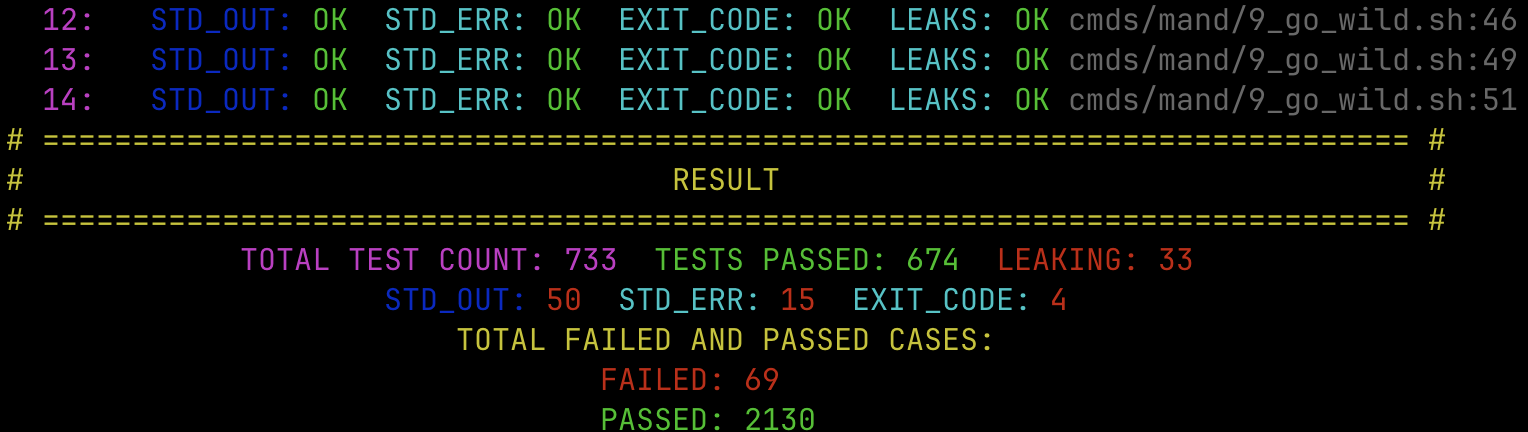 12: STD_OUT: OK STD_ERR: OK EXIT_CODE: OK LEAKS: OK cmds/mand/9_go_wild.sh:46
13: STD_OUT: OK STD_ERR: OK EXIT_CODE: OK LEAKS: OK cmds/mand/9_go_wild.sh:49
14: STD_OUT: OK STD_ERR: OK EXIT_CODE: OK LEAKS: OK cmds/mand/9_go_wild.sh:51
# ============================================================================ #
# RESULT #
# ============================================================================ #
TOTAL TEST COUNT: 733 TESTS PASSED: 674 LEAKING: 33
STD_OUT: 50 STD_ERR: 15 EXIT_CODE: 4
TOTAL FAILED AND PASSED CASES:
FAILED: 69
PASSED: 2130